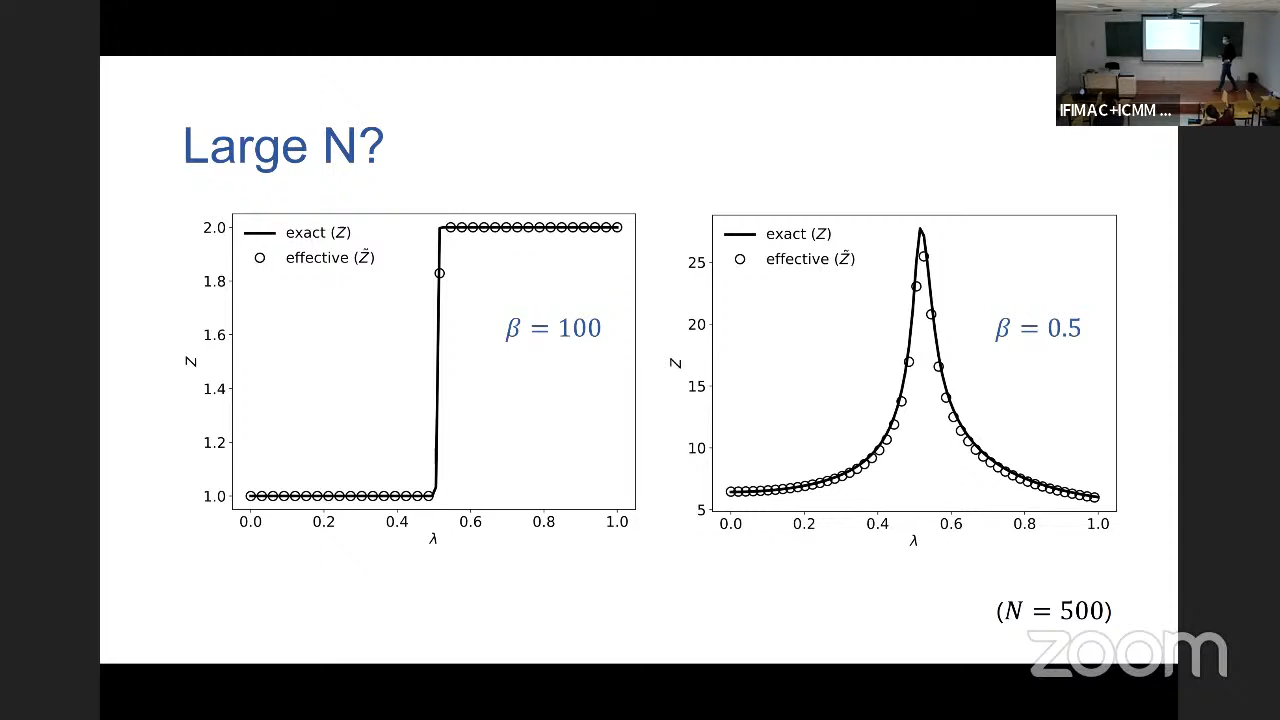 IFIMAC+ICMM ...
Large N?
exact (Z)
effective (Z̃)
β = 100
Z
2.0
1.8
1.6
1.4
1.2
1.0
0.0 0.2 0.4 0.6 0.8 1.0
λ
exact (Z)
effective (Z̃)
β = 0.5
Z
25
20
15
10
5
0.0 0.2 0.4 0.6 0.8 1.0
λ
(N = 500)
zoom